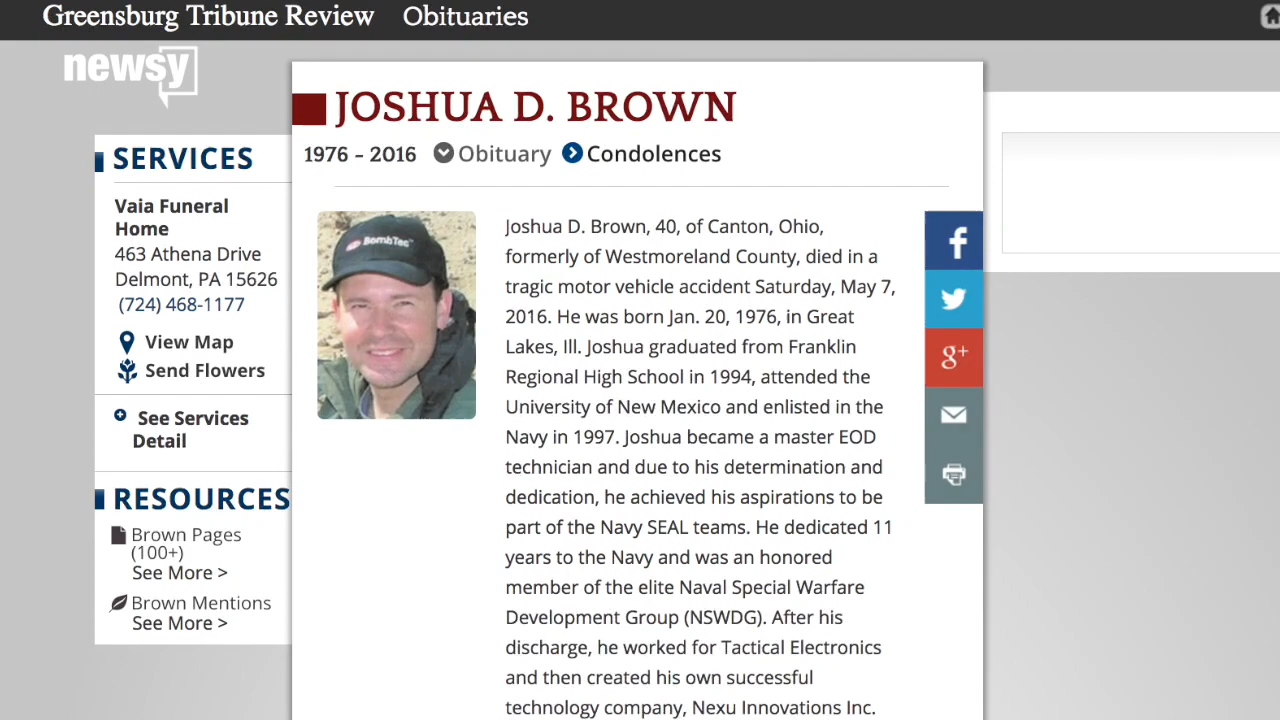 Greensburg Tribune Review Obituaries
newsy
JOSHUA D. BROWN
1976 - 2016 Obituary Condolences
SERVICES
Vaia Funeral
Home
463 Athena Drive
Delmont, PA 15626
(724) 468-1177
View Map
Send Flowers
See Services
Detail
RESOURCES
Brown Pages
(100+)
See More >
Brown Mentions
See More >
BombTec
Joshua D. Brown, 40, of Canton, Ohio,
formerly of Westmoreland County, died in a
tragic motor vehicle accident Saturday, May 7,
2016. He was born Jan. 20, 1976, in Great
Lakes, Ill. Joshua graduated from Franklin
Regional High School in 1994, attended the
University of New Mexico and enlisted in the
Navy in 1997. Joshua became a master EOD
technician and due to his determination and
dedication, he achieved his aspirations to be
part of the Navy SEAL teams. He dedicated 11
years to the Navy and was an honored
member of the elite Naval Special Warfare
Development Group (NSWDG). After his
discharge, he worked for Tactical Electronics
and then created his own successful
technology company, Nexu Innovations Inc.
f
g+